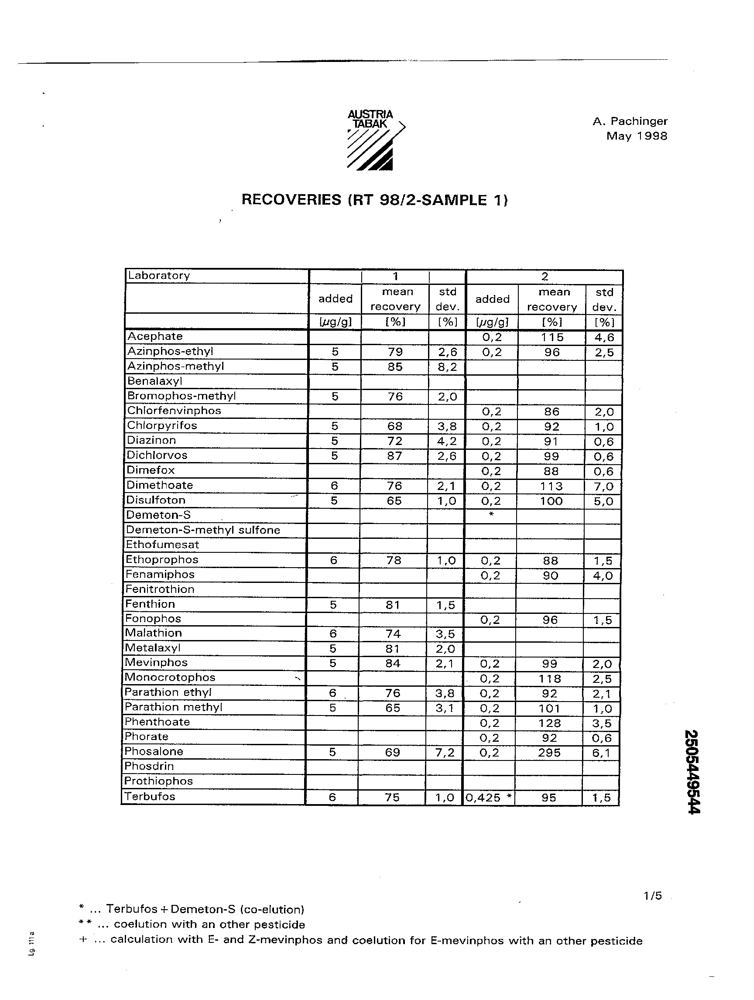 AUSTRIA
TABAK
A. Pachinger
May 1998
RECOVERIES (RT 98/2-SAMPLE 1)
Laboratory 1 2
added mean recovery std dev. added mean recovery std dev.
[µg/g] [%] [%] [µg/g] [%] [%]
Acephate 0,2 115 4,6
Azinphos-ethyl 5 79 2,6 0,2 96 2,5
Azinphos-methyl 5 85 8,2
Benalaxyl
Bromophos-methyl 5 76 2,0
Chlorfenvinphos 0,2 86 2,0
Chlorpyrifos 5 68 3,8 0,2 92 1,0
Diazinon 5 72 4,2 0,2 91 0,6
Dichlorvos 5 87 2,6 0,2 99 0,6
Dimefox 0,2 88 0,6
Dimethoate 6 76 2,1 0,2 113 7,0
Disulfoton 5 65 1,0 0,2 100 5,0
Demeton-S *
Demeton-S-methyl sulfone
Ethofumesat
Ethoprophos 6 78 1,0 0,2 88 1,5
Fenamiphos 0,2 90 4,0
Fenitrothion
Fenthion 5 81 1,5
Fonophos 0,2 96 1,5
Malathion 6 74 3,5
Metalaxyl 5 81 2,0
Mevinphos 5 84 2,1 0,2 99 2,0
Monocrotophos 0,2 118 2,5
Parathion ethyl 6 76 3,8 0,2 92 2,1
Parathion methyl 5 65 3,1 0,2 101 1,0
Phenthoate 0,2 128 3,5
Phorate 0,2 92 0,6
Phosalone 5 69 7,2 0,2 295 6,1
Phosdrin
Prothiophos
Terbufos 6 75 1,0 0,425 * 95 1,5
2505449544
1/5
* ... Terbufos + Demeton-S (co-elution)
** ... coelution with an other pesticide
+ ... calculation with E- and Z-mevinphos and coelution for E-mevinphos with an other pesticide